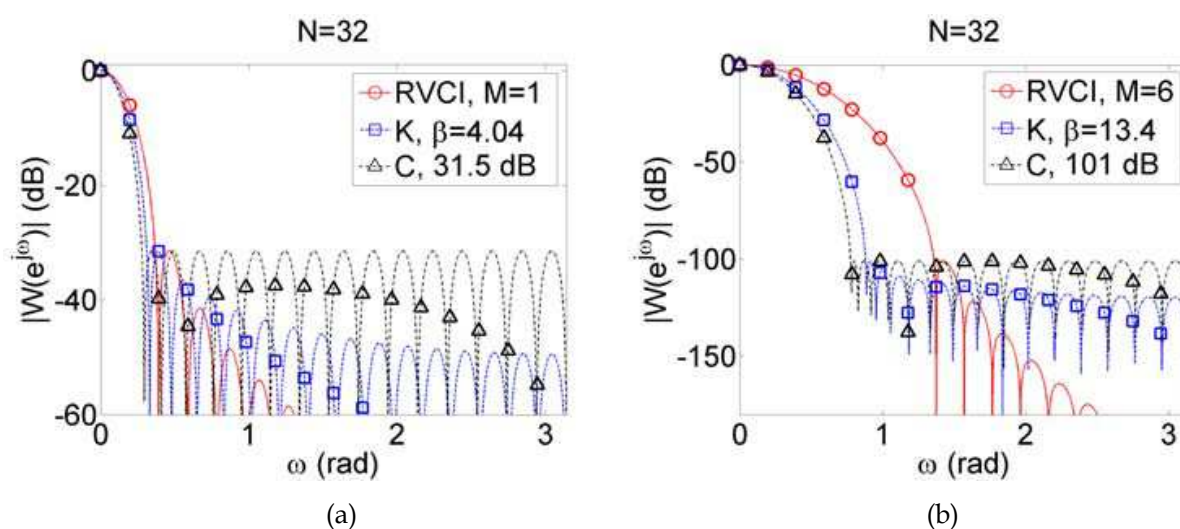 N=32
0
-20
-40
-60
|W(e^jω)| (dB)
RVCI, M=1
K, β=4.04
C, 31.5 dB
0 1 2 3
ω (rad)
(a)
N=32
0
-50
-100
-150
|W(e^jω)| (dB)
RVCI, M=6
K, β=13.4
C, 101 dB
0 1 2 3
ω (rad)
(b)